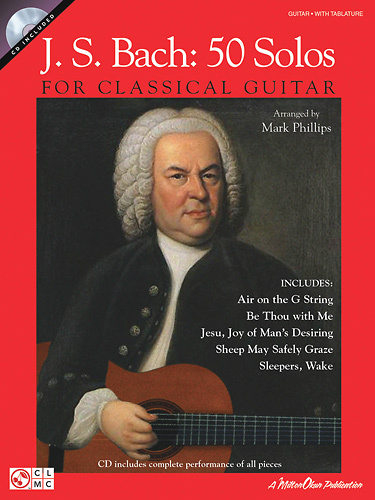 GUITAR • WITH TABLATURE
CD INCLUDED
J. S. Bach: 50 Solos
FOR CLASSICAL GUITAR
Arranged by
Mark Phillips
INCLUDES:
Air on the G String
Be Thou with Me
Jesu, Joy of Man's Desiring
Sheep May Safely Graze
Sleepers, Wake
CD includes complete performance of all pieces
CL
MC
A Milton Okun Publication